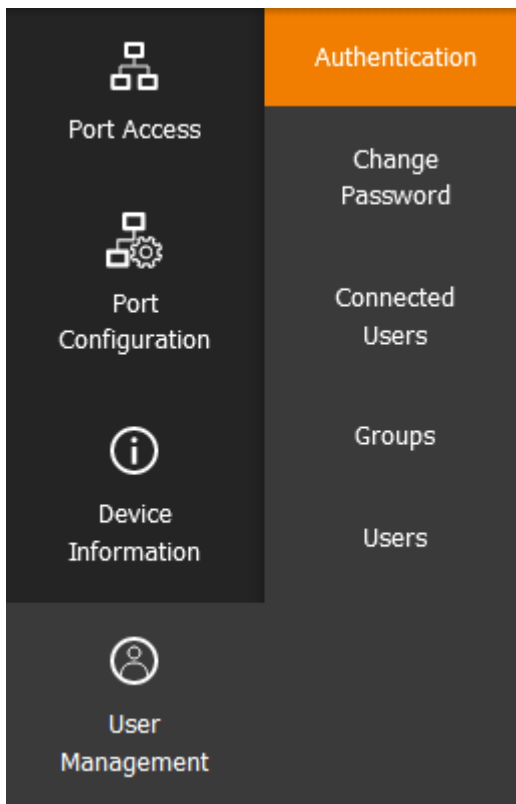 Port Access
Port
Configuration
Device
Information
User
Management
Authentication
Change
Password
Connected
Users
Groups
Users